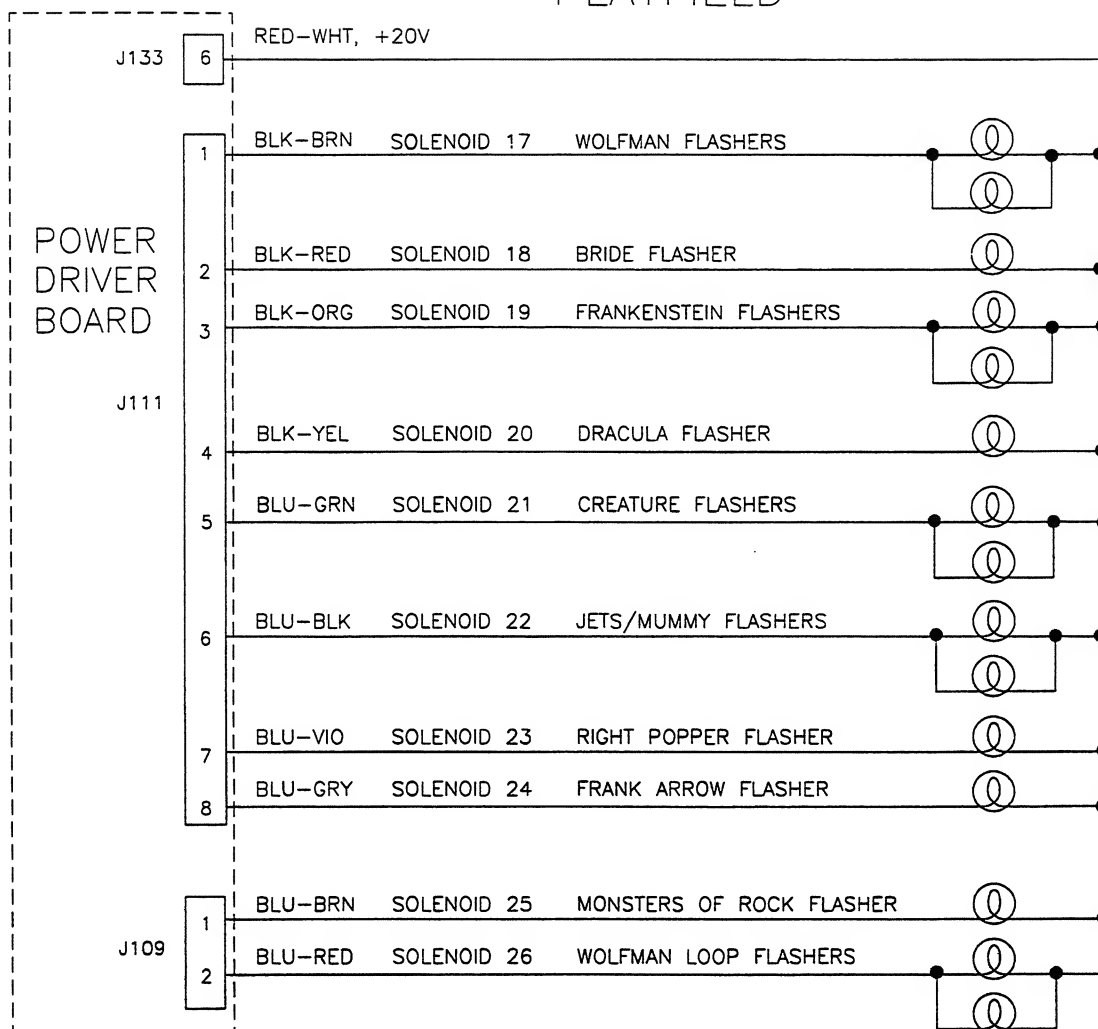 PLAYFIELD
RED-WHT, +20V
J133 6
1 BLK-BRN SOLENOID 17 WOLFMAN FLASHERS
POWER
DRIVER
BOARD
2 BLK-RED SOLENOID 18 BRIDE FLASHER
3 BLK-ORG SOLENOID 19 FRANKENSTEIN FLASHERS
J111
4 BLK-YEL SOLENOID 20 DRACULA FLASHER
5 BLU-GRN SOLENOID 21 CREATURE FLASHERS
6 BLU-BLK SOLENOID 22 JETS/MUMMY FLASHERS
7 BLU-VIO SOLENOID 23 RIGHT POPPER FLASHER
8 BLU-GRY SOLENOID 24 FRANK ARROW FLASHER
1 BLU-BRN SOLENOID 25 MONSTERS OF ROCK FLASHER
J109
2 BLU-RED SOLENOID 26 WOLFMAN LOOP FLASHERS